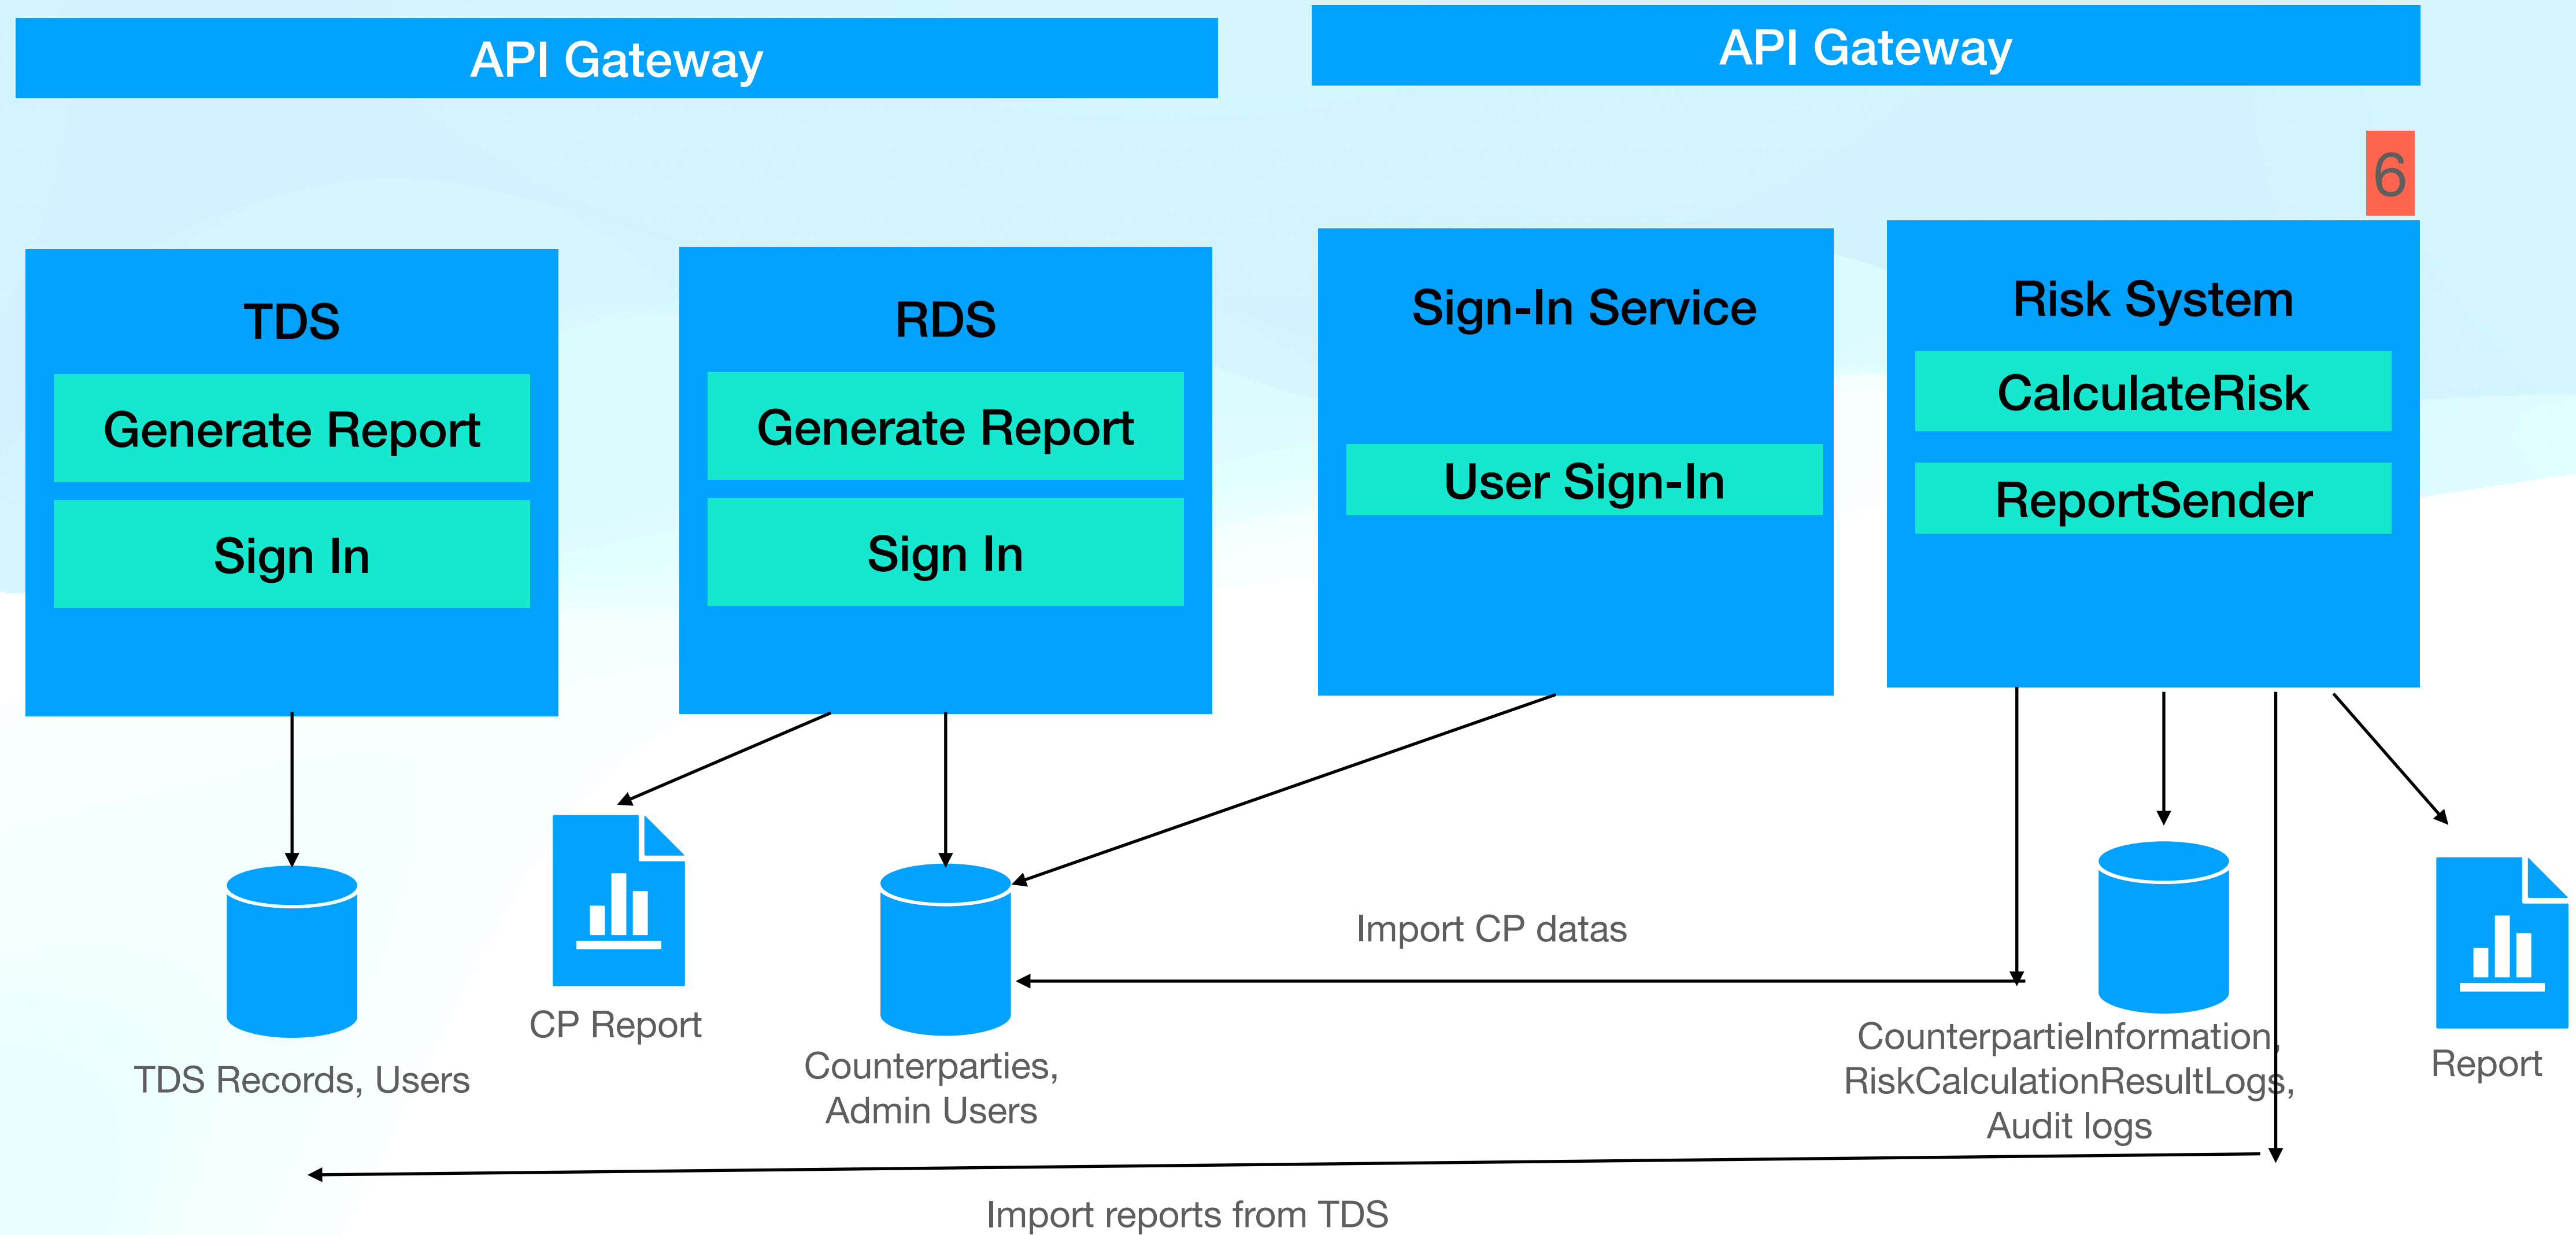 API Gateway
API Gateway
6
TDS
Generate Report
Sign In
RDS
Generate Report
Sign In
Sign-In Service
User Sign-In
Risk System
CalculateRisk
ReportSender
Import CP datas
TDS Records, Users
CP Report
Counterparties,
Admin Users
CounterpartieInformation,
RiskCalculationResultLogs,
Audit logs
Report
Import reports from TDS